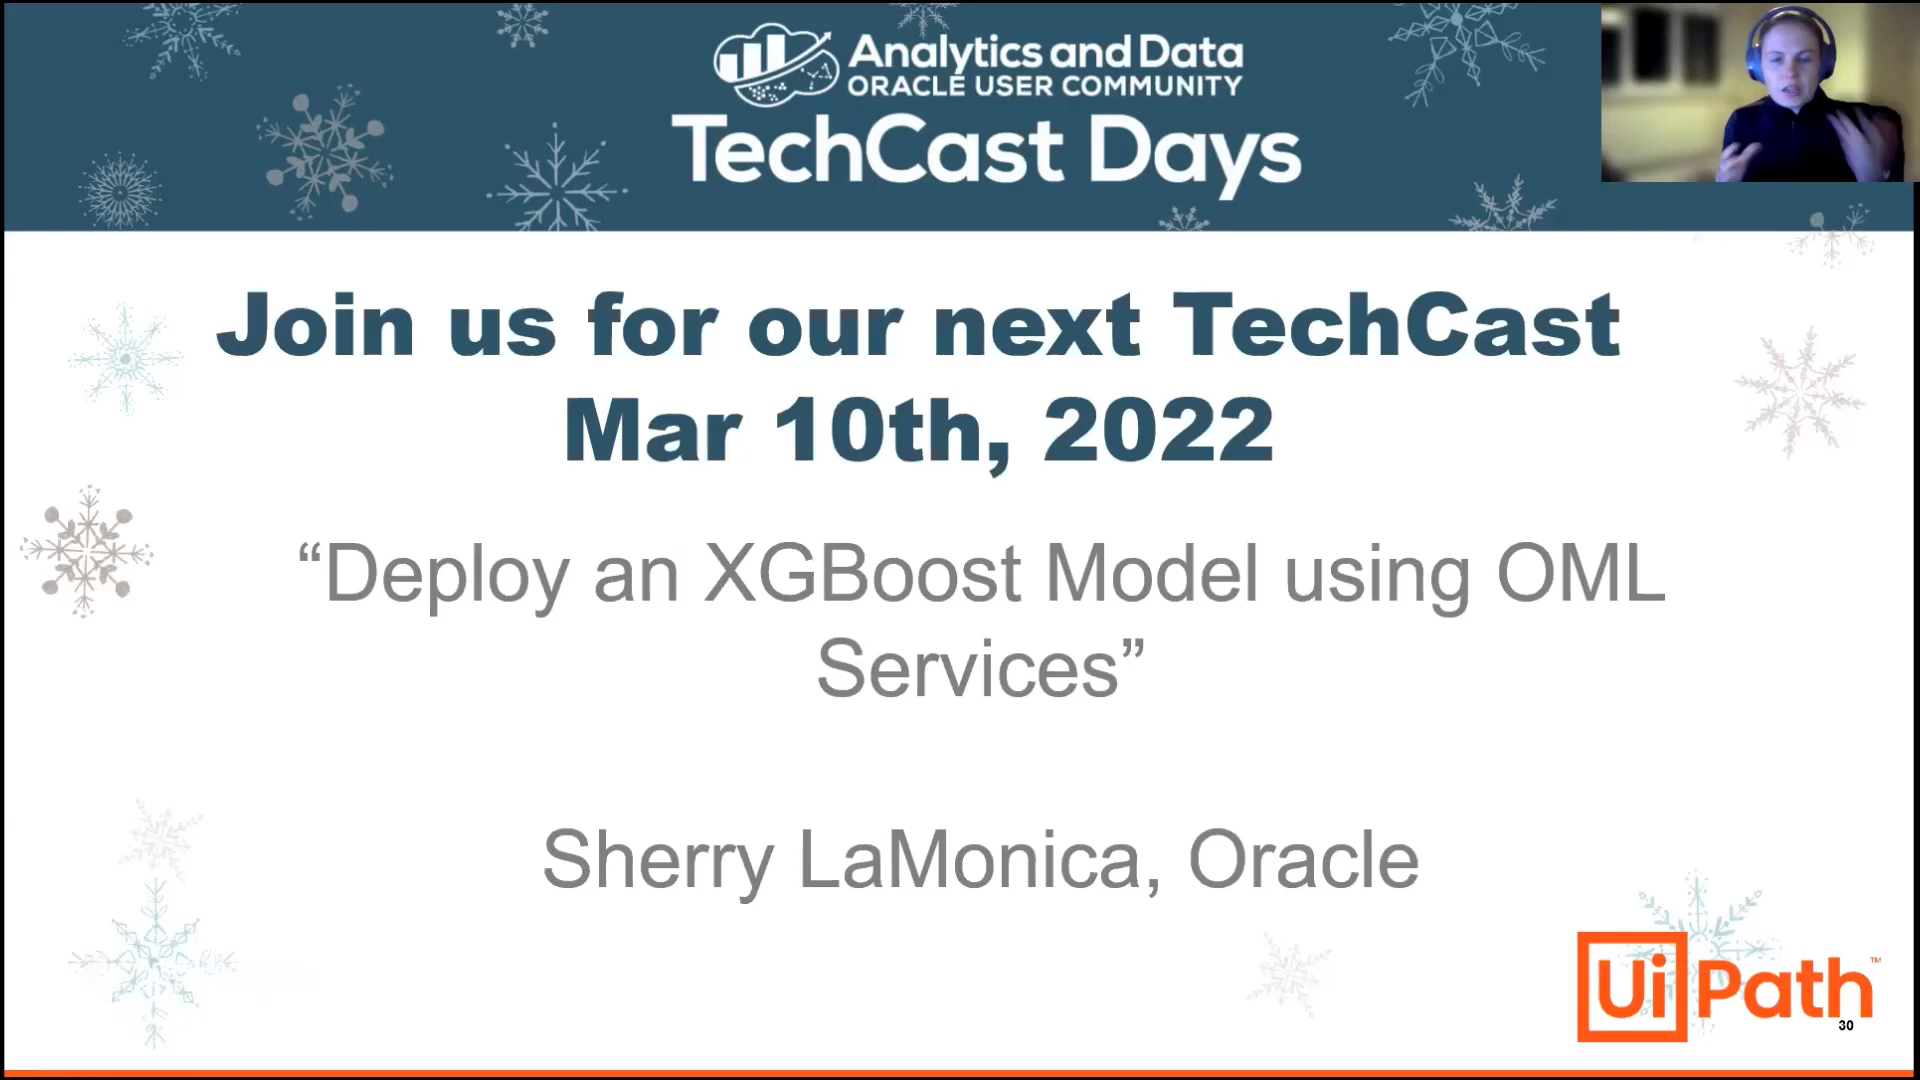 Analytics and Data
ORACLE USER COMMUNITY
TechCast Days
Join us for our next TechCast
Mar 10th, 2022
“Deploy an XGBoost Model using OML
Services”
Sherry LaMonica, Oracle
UiPath™
30